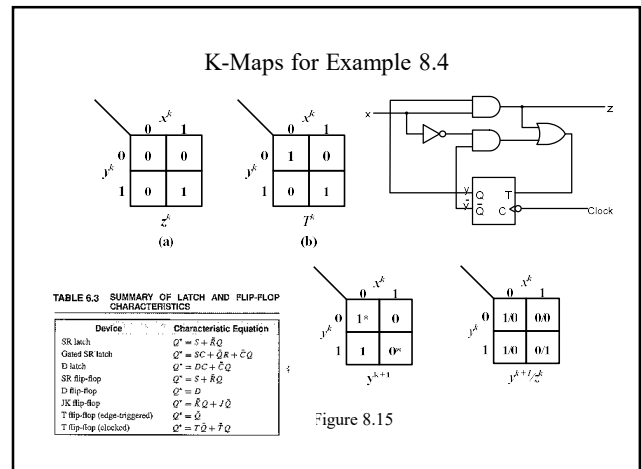 K-Maps for Example 8.4
x^k
0 1
y^k
0 0 0
1 0 1
z^k
(a)
x^k
0 1
y^k
0 1 0
1 0 1
T^k
(b)
x
z
y Q T
ȳ Q̄ C
Clock
TABLE 6.3 SUMMARY OF LATCH AND FLIP-FLOP
CHARACTERISTICS
Device Characteristic Equation
SR latch Q* = S + R̄Q
Gated SR latch Q* = SC + Q̄R + C̄Q
D latch Q* = DC + C̄Q
SR flip-flop Q* = S + R̄Q
D flip-flop Q* = D
JK flip-flop Q* = K̄Q + JQ̄
T flip-flop (edge-triggered) Q* = Q̄
T flip-flop (clocked) Q* = TQ̄ + T̄Q
x^k
0 1
y^k
0 1* 0
1 1 0*
y^k+1
x^k
0 1
y^k
0 1/0 0/0
1 1/0 0/1
y^k+1/z^k
Figure 8.15